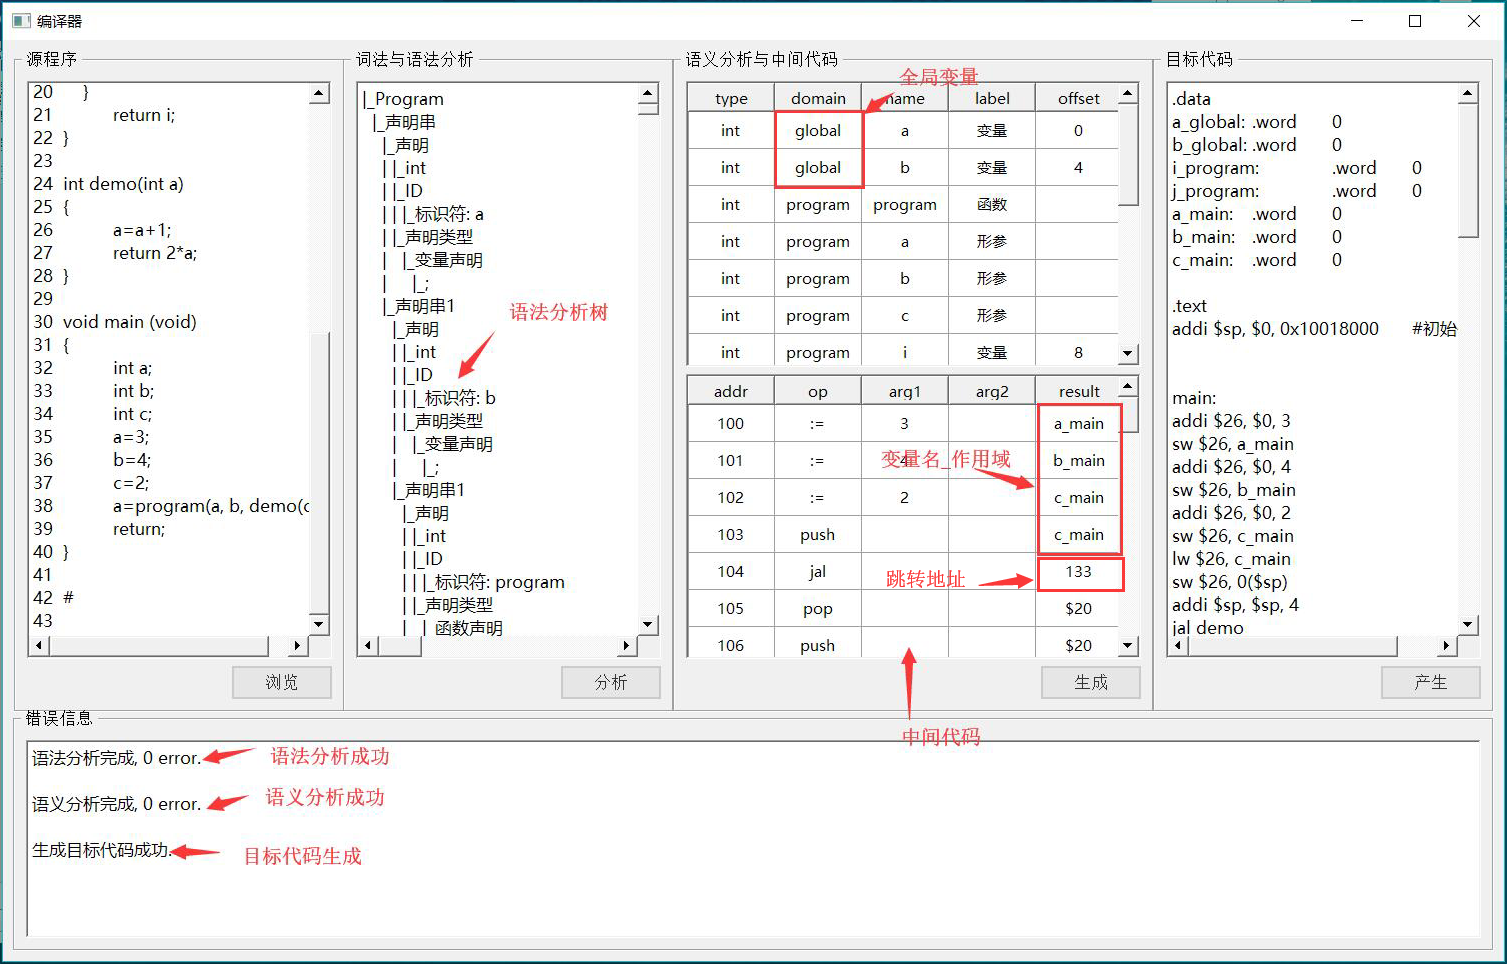 编译器
源程序
20 }
21 return i;
22 }
23
24 int demo(int a)
25 {
26 a=a+1;
27 return 2*a;
28 }
29
30 void main (void)
31 {
32 int a;
33 int b;
34 int c;
35 a=3;
36 b=4;
37 c=2;
38 a=program(a, b, demo(c
39 return;
40 }
41
42 #
43
浏览
词法与语法分析
|_Program
|_声明串
|_声明
| |_int
| |_ID
| | |_标识符: a
| |_声明类型
| |_变量声明
| |_;
|_声明串1
|_声明
| |_int
| |_ID
| | |_标识符: b
| |_声明类型
| |_变量声明
| |_;
|_声明串1
|_声明
| |_int
| |_ID
| | |_标识符: program
| |_声明类型
| |_函数声明
语法分析树
分析
语义分析与中间代码
全局变量
type domain name label offset
int global a 变量 0
int global b 变量 4
int program program 函数
int program a 形参
int program b 形参
int program c 形参
int program i 变量 8
addr op arg1 arg2 result
100 := 3 a_main
101 := 4 b_main
102 := 2 c_main
103 push c_main
104 jal 133
105 pop $20
106 push $20
变量名_作用域
跳转地址
中间代码
生成
目标代码
.data
a_global: .word 0
b_global: .word 0
i_program: .word 0
j_program: .word 0
a_main: .word 0
b_main: .word 0
c_main: .word 0
.text
addi $sp, $0, 0x10018000 #初始
main:
addi $26, $0, 3
sw $26, a_main
addi $26, $0, 4
sw $26, b_main
addi $26, $0, 2
sw $26, c_main
lw $26, c_main
sw $26, 0($sp)
addi $sp, $sp, 4
jal demo
产生
错误信息
语法分析完成, 0 error.
语法分析成功
语义分析完成, 0 error.
语义分析成功
生成目标代码成功.
目标代码生成